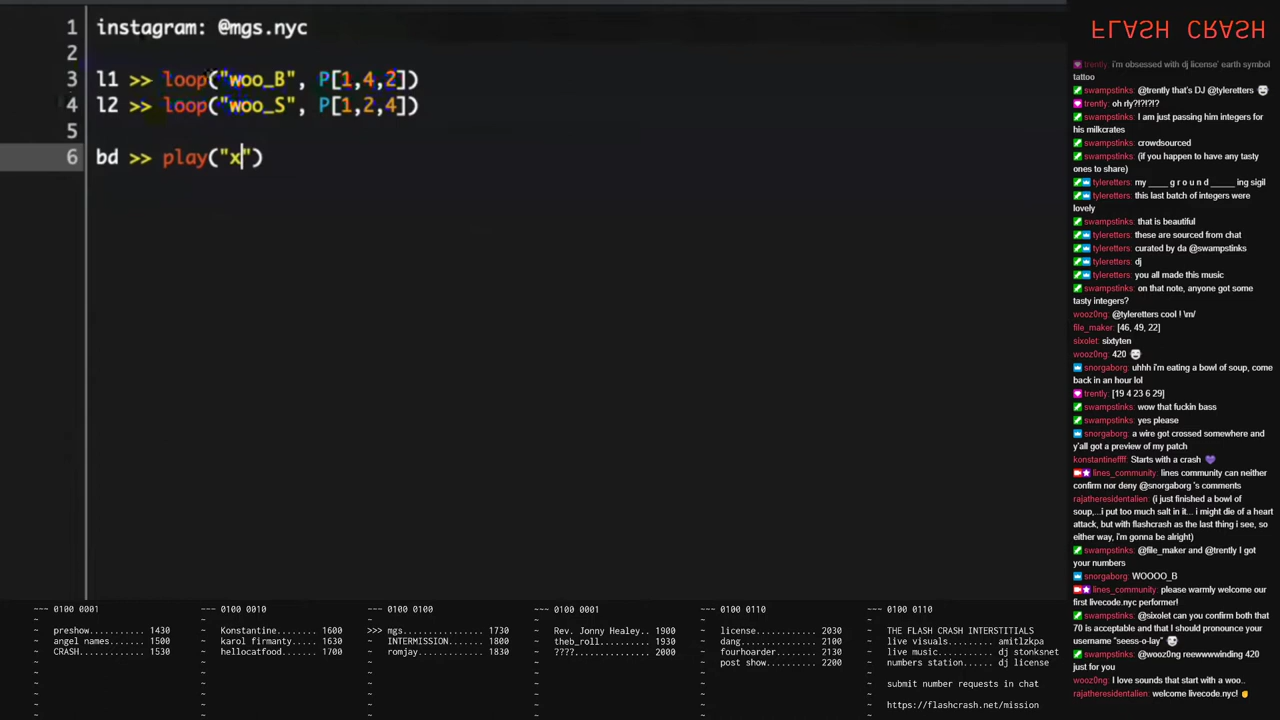 1 instagram: @mgs.nyc
2
3 l1 >> loop("woo_B", P[1,4,2])
4 l2 >> loop("woo_S", P[1,2,4])
5
6 bd >> play("x")
FLASH CRASH
trently: i'm obsessed with dj license' earth symbol
tattoo
swampstinks: @trently that's DJ @tyleretters
trently: oh rly?!?!?!?
swampstinks: I am just passing him integers for
his milkcrates
swampstinks: crowdsourced
swampstinks: (if you happen to have any tasty
ones to share)
tyleretters: my ____ g r o u n d _____ ing sigil
tyleretters: this last batch of integers were
lovely
swampstinks: that is beautiful
tyleretters: these are sourced from chat
tyleretters: curated by da @swampstinks
tyleretters: dj
tyleretters: you all made this music
swampstinks: on that note, anyone got some
tasty integers?
wooz0ng: @tyleretters cool ! \m/
file_maker: [46, 49, 22]
sixolet: sixtyten
wooz0ng: 420
snorgaborg: uhhh i'm eating a bowl of soup, come
back in an hour lol
trently: [19 4 23 6 29]
swampstinks: wow that fuckin bass
swampstinks: yes please
snorgaborg: a wire got crossed somewhere and
y'all got a preview of my patch
konstantineffff: Starts with a crash
lines_community: lines community can neither
confirm nor deny @snorgaborg 's comments
rajatheresidentalien: (i just finished a bowl of
soup,...i put too much salt in it... i might die of a heart
attack, but with flashcrash as the last thing i see, so
either way, i'm gonna be alright)
swampstinks: @file_maker and @trently I got
your numbers
snorgaborg: WOOOO_B
lines_community: please warmly welcome our
first livecode.nyc performer!
swampstinks: @sixolet can you confirm both that
70 is acceptable and that I should pronounce your
username "seess-o-lay"
swampstinks: @wooz0ng reewwwwinding 420
just for you
wooz0ng: I love sounds that start with a woo..
rajatheresidentalien: welcome livecode.nyc!
~~~ 0100 0001
~
~ preshow.......... 1430
~ angel names...... 1500
~ CRASH............ 1530
~
~
~
~
~~~ 0100 0010
~
~ Konstantine...... 1600
~ karol firmanty... 1630
~ hellocatfood..... 1700
~
~
~
~
~~~ 0100 0100
~
>>> mgs.............. 1730
~ INTERMISSION..... 1800
~ romjay........... 1830
~
~
~
~
~~~ 0100 0001
~
~ Rev. Jonny Healey.. 1900
~ theb_roll........ 1930
~ ????............. 2000
~
~
~
~
~~~ 0100 0110
~
~ license.......... 2030
~ dang............. 2100
~ fourhoarder...... 2130
~ post show........ 2200
~
~
~
~~~ 0100 0110
~
~ THE FLASH CRASH INTERSTITIALS
~ live visuals..... amitlzkpa
~ live music....... dj stonksnet
~ numbers station.. dj license
~
~ submit number requests in chat
~
~ https://flashcrash.net/mission